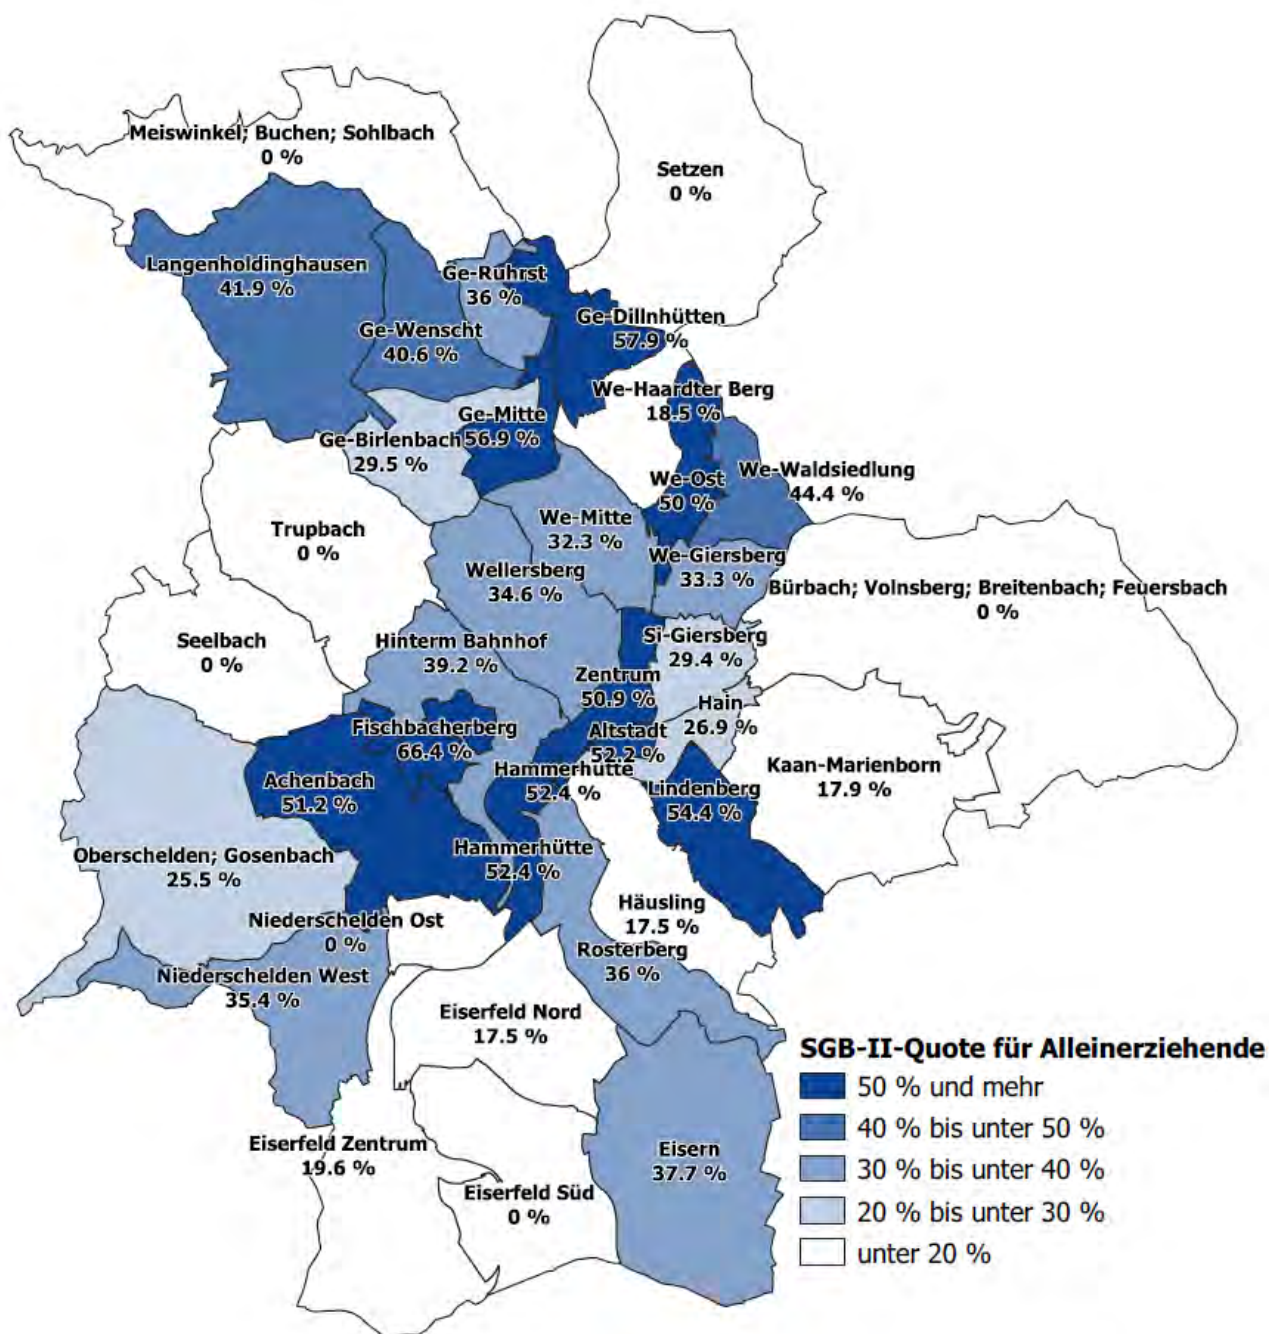 Meiswinkel; Buchen; Sohlbach
0 %
Setzen
0 %
Langenholdinghausen
41.9 %
Ge-Ruhrst
36 %
Ge-Dillnhütten
57.9 %
Ge-Wenscht
40.6 %
We-Haardter Berg
18.5 %
Ge-Mitte
56.9 %
Ge-Birlenbach
29.5 %
We-Ost
50 %
We-Waldsiedlung
44.4 %
Trupbach
0 %
We-Mitte
32.3 %
We-Giersberg
33.3 %
Wellersberg
34.6 %
Bürbach; Volnsberg; Breitenbach; Feuersbach
0 %
Seelbach
0 %
Hinterm Bahnhof
39.2 %
Si-Giersberg
29.4 %
Zentrum
50.9 %
Hain
26.9 %
Fischbacherberg
66.4 %
Altstadt
52.2 %
Achenbach
51.2 %
Hammerhütte
52.4 %
Lindenberg
54.4 %
Kaan-Marienborn
17.9 %
Oberschelden; Gosenbach
25.5 %
Hammerhütte
52.4 %
Häusling
17.5 %
Niederschelden Ost
0 %
Rosterberg
36 %
Niederschelden West
35.4 %
Eiserfeld Nord
17.5 %
Eiserfeld Zentrum
19.6 %
Eisern
37.7 %
Eiserfeld Süd
0 %
SGB-II-Quote für Alleinerziehende
50 % und mehr
40 % bis unter 50 %
30 % bis unter 40 %
20 % bis unter 30 %
unter 20 %